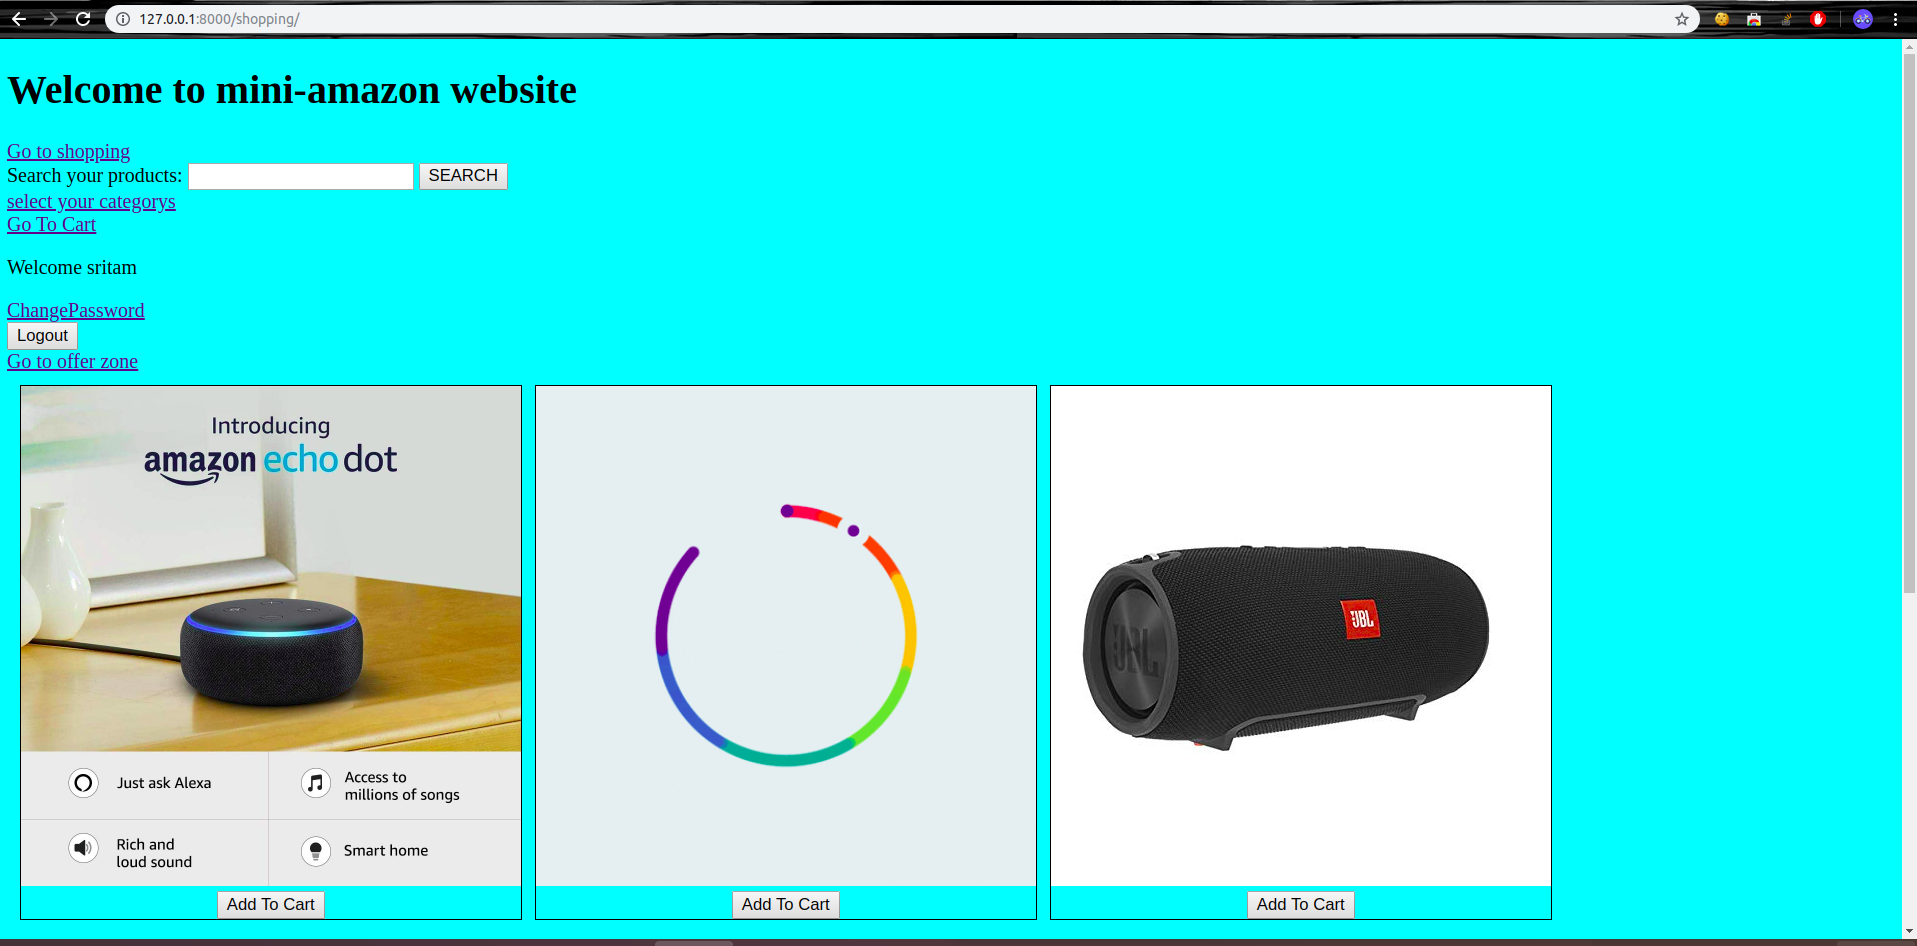 127.0.0.1:8000/shopping/
Welcome to mini-amazon website
Go to shopping
Search your products: SEARCH
select your categorys
Go To Cart
Welcome sritam
ChangePassword
Logout
Go to offer zone
Introducing
amazon echo dot
Just ask Alexa
Access to
millions of songs
Rich and
loud sound
Smart home
JBL
JBL
Add To Cart
Add To Cart
Add To Cart